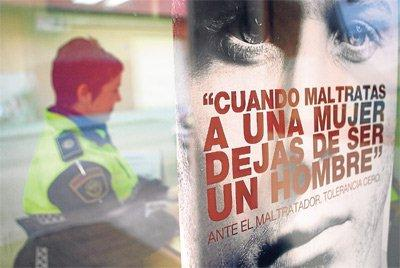 "CUANDO MALTRATAS
A UNA MUJER
DEJAS DE SER
UN HOMBRE"
ANTE EL MALTRATADOR, TOLERANCIA CERO.